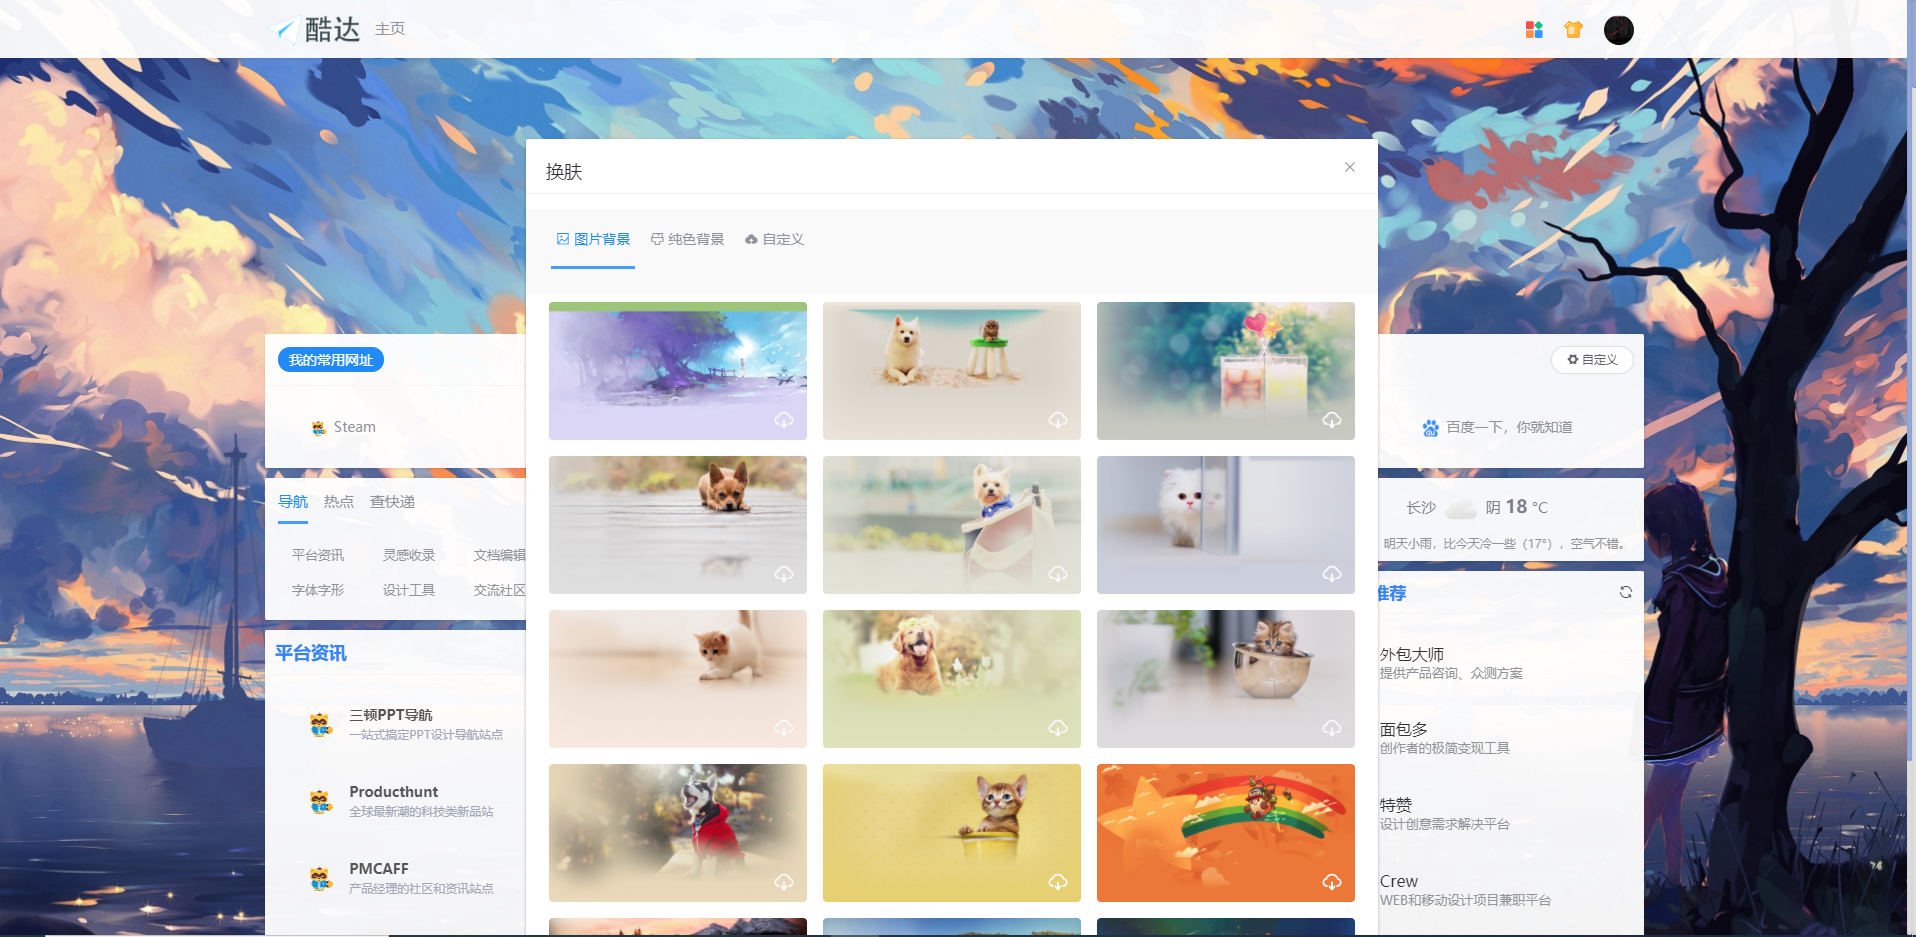 酷达
主页
换肤
图片背景
纯色背景
自定义
我的常用网址
自定义
Steam
百度一下，你就知道
导航 热点 查快递
平台资讯 灵感收录 文档编辑
字体字形 设计工具 交流社区
长沙 阴 18 °C
明天小雨，比今天冷一些（17°），空气不错。
平台资讯
三顿PPT导航
一站式搞定PPT设计导航站点
Producthunt
全球最新潮的科技类新品站
PMCAFF
产品经理的社区和资讯站点
推荐
外包大师
提供产品咨询、众测方案
面包多
创作者的极简变现工具
特赞
设计创意需求解决平台
Crew
WEB和移动设计项目兼职平台